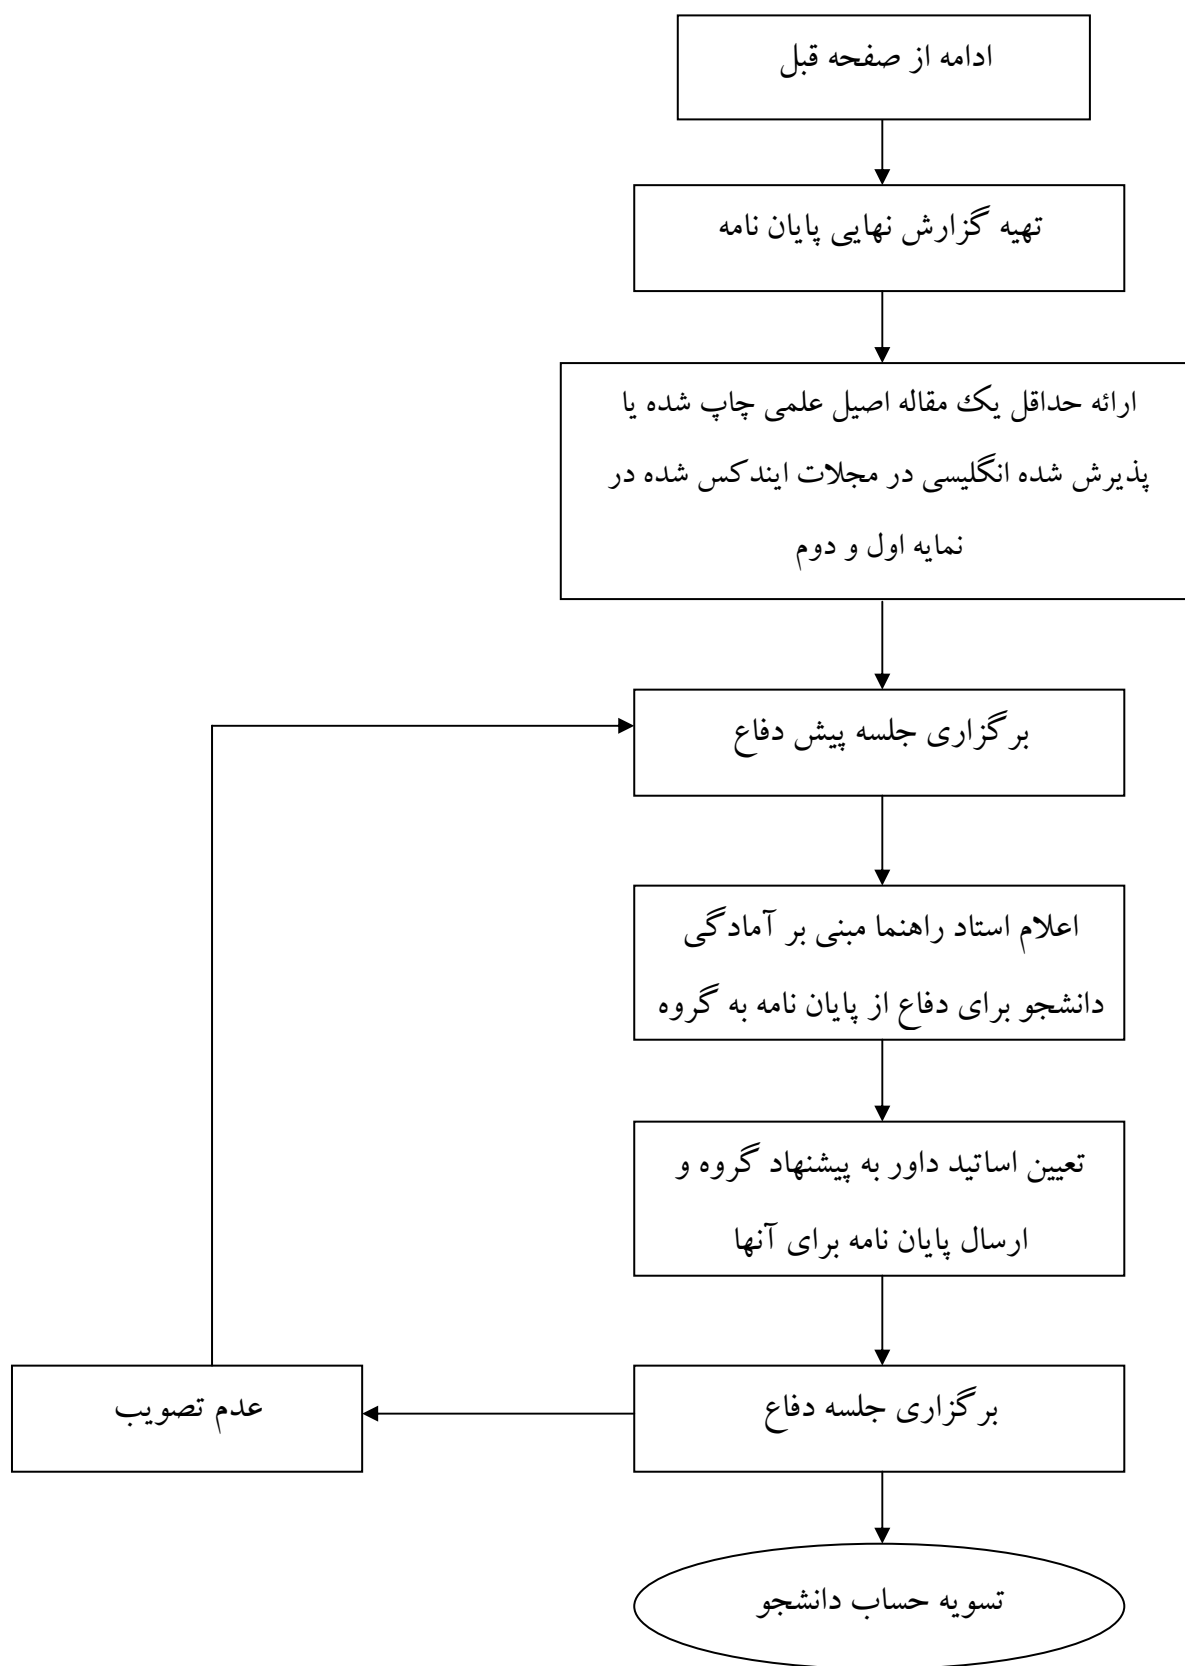 ادامه از صفحه قبل
تهیه گزارش نهایی پایان نامه
ارائه حداقل یک مقاله اصیل علمی چاپ شده یا
پذیرش شده انگلیسی در مجلات ایندکس شده در
نمایه اول و دوم
برگزاری جلسه پیش دفاع
اعلام استاد راهنما مبنی بر آمادگی
دانشجو برای دفاع از پایان نامه به گروه
تعیین اساتید داور به پیشنهاد گروه و
ارسال پایان نامه برای آنها
برگزاری جلسه دفاع
عدم تصویب
تسویه حساب دانشجو